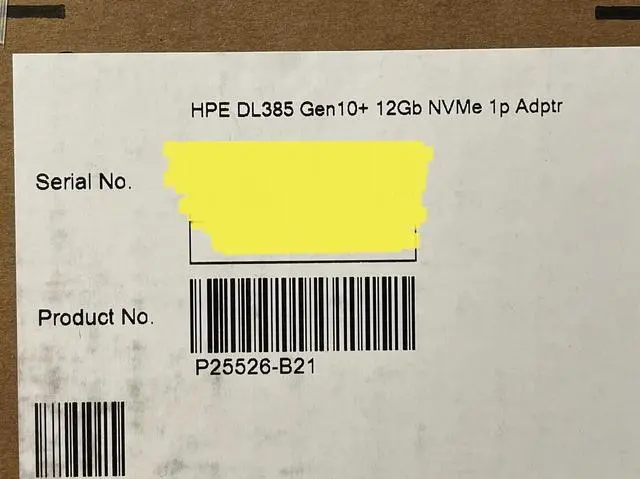 HPE DL385 Gen10+ 12Gb NVMe 1p Adptr
Serial No.
Product No.
P25526-B21